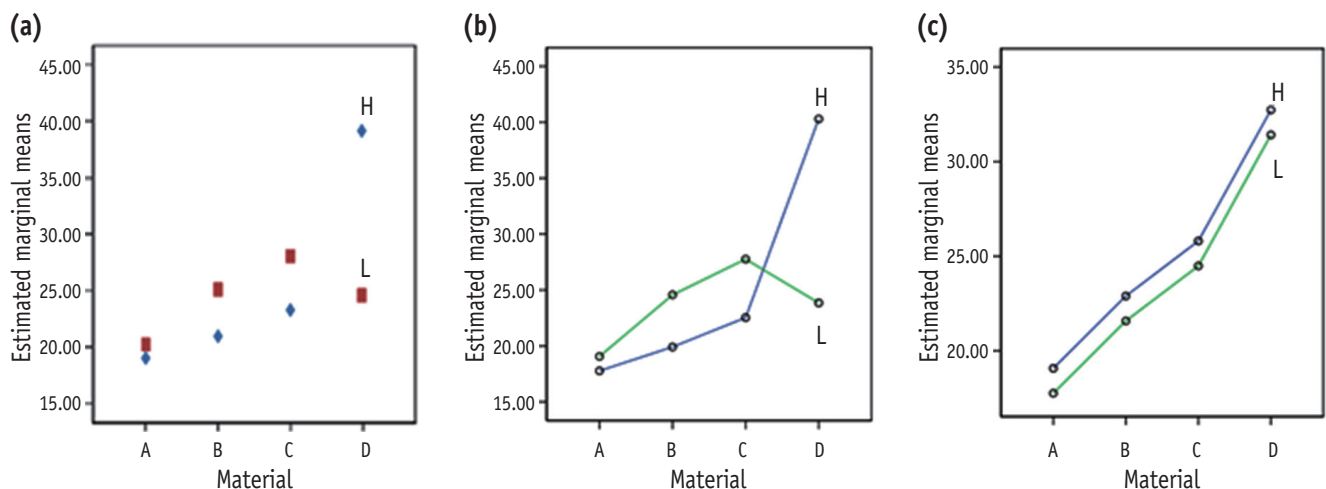 (a)
Estimated marginal means
45.00
40.00
35.00
30.00
25.00
20.00
15.00
H
L
A B C D
Material
(b)
Estimated marginal means
45.00
40.00
35.00
30.00
25.00
20.00
15.00
H
L
A B C D
Material
(c)
Estimated marginal means
35.00
30.00
25.00
20.00
H
L
A B C D
Material